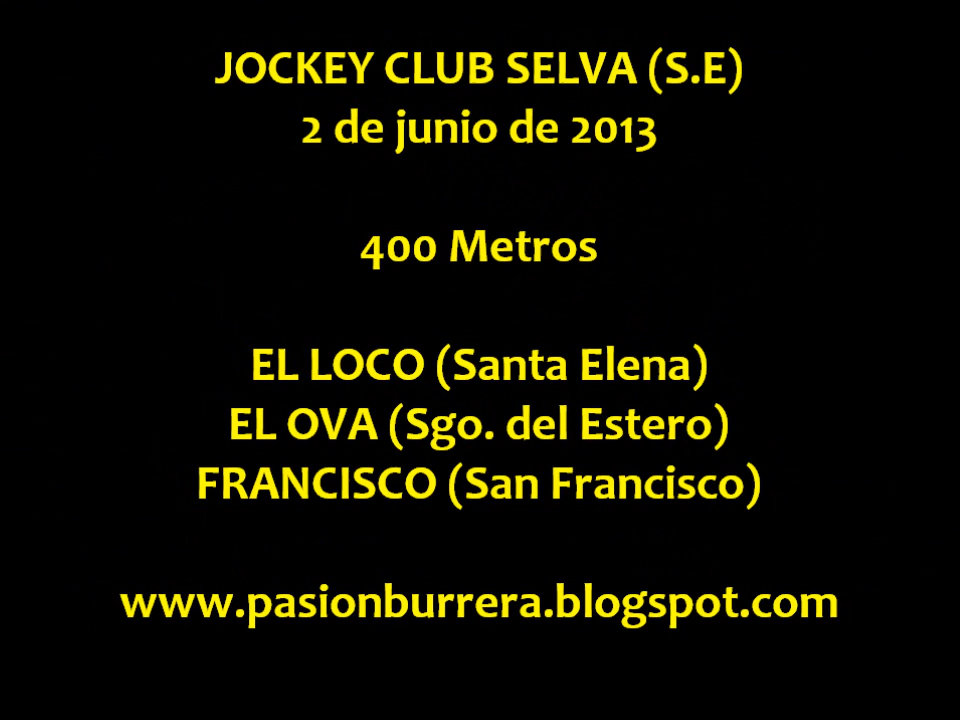 JOCKEY CLUB SELVA (S.E)
2 de junio de 2013
400 Metros
EL LOCO (Santa Elena)
EL OVA (Sgo. del Estero)
FRANCISCO (San Francisco)
www.pasionburrera.blogspot.com